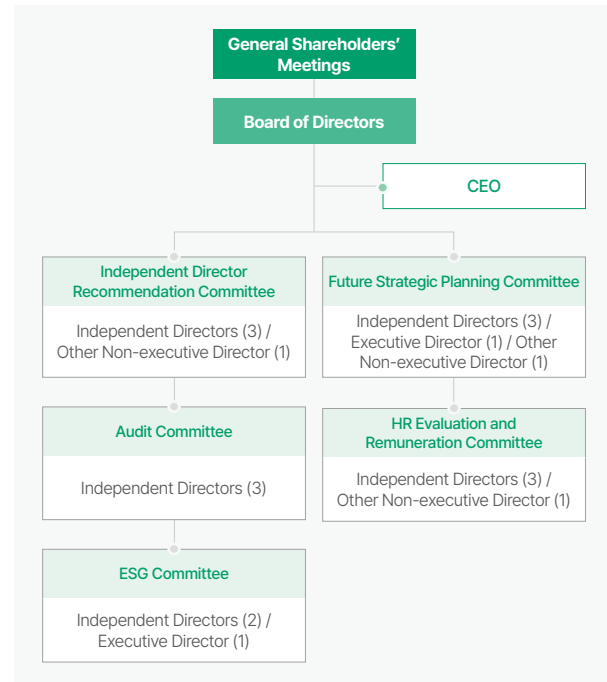 General Shareholders’
Meetings
Board of Directors
CEO
Independent Director
Recommendation Committee
Independent Directors (3) /
Other Non-executive Director (1)
Future Strategic Planning Committee
Independent Directors (3) /
Executive Director (1) / Other
Non-executive Director (1)
Audit Committee
Independent Directors (3)
HR Evaluation and
Remuneration Committee
Independent Directors (3) /
Other Non-executive Director (1)
ESG Committee
Independent Directors (2) /
Executive Director (1)